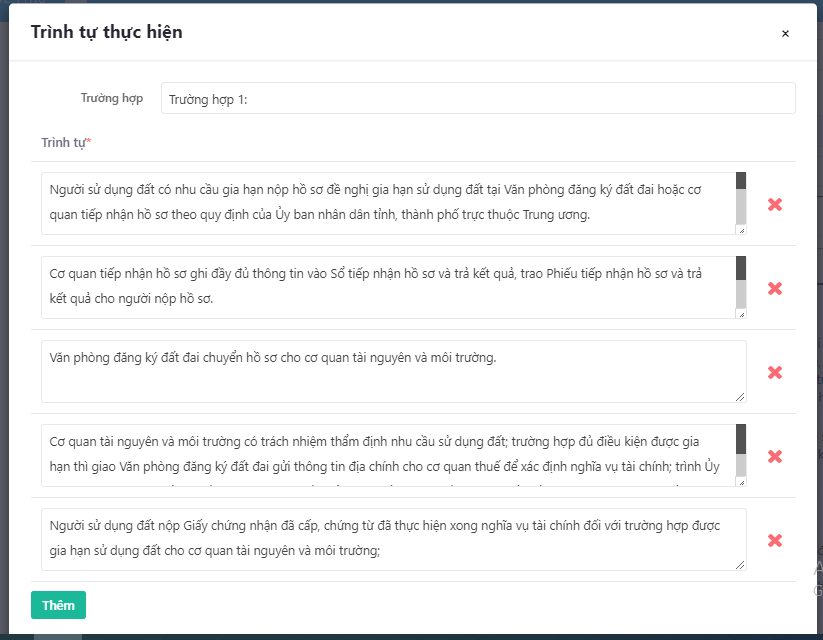 Trình tự thực hiện
×
Trường hợp
Trường hợp 1:
Trình tự*
Người sử dụng đất có nhu cầu gia hạn nộp hồ sơ đề nghị gia hạn sử dụng đất tại Văn phòng đăng ký đất đai hoặc cơ
quan tiếp nhận hồ sơ theo quy định của Ủy ban nhân dân tỉnh, thành phố trực thuộc Trung ương.
Cơ quan tiếp nhận hồ sơ ghi đầy đủ thông tin vào Sổ tiếp nhận hồ sơ và trả kết quả, trao Phiếu tiếp nhận hồ sơ và trả
kết quả cho người nộp hồ sơ.
Văn phòng đăng ký đất đai chuyển hồ sơ cho cơ quan tài nguyên và môi trường.
Cơ quan tài nguyên và môi trường có trách nhiệm thẩm định nhu cầu sử dụng đất; trường hợp đủ điều kiện được gia
hạn thì giao Văn phòng đăng ký đất đai gửi thông tin địa chính cho cơ quan thuế để xác định nghĩa vụ tài chính; trình Ủy
Người sử dụng đất nộp Giấy chứng nhận đã cấp, chứng từ đã thực hiện xong nghĩa vụ tài chính đối với trường hợp được
gia hạn sử dụng đất cho cơ quan tài nguyên và môi trường;
Thêm